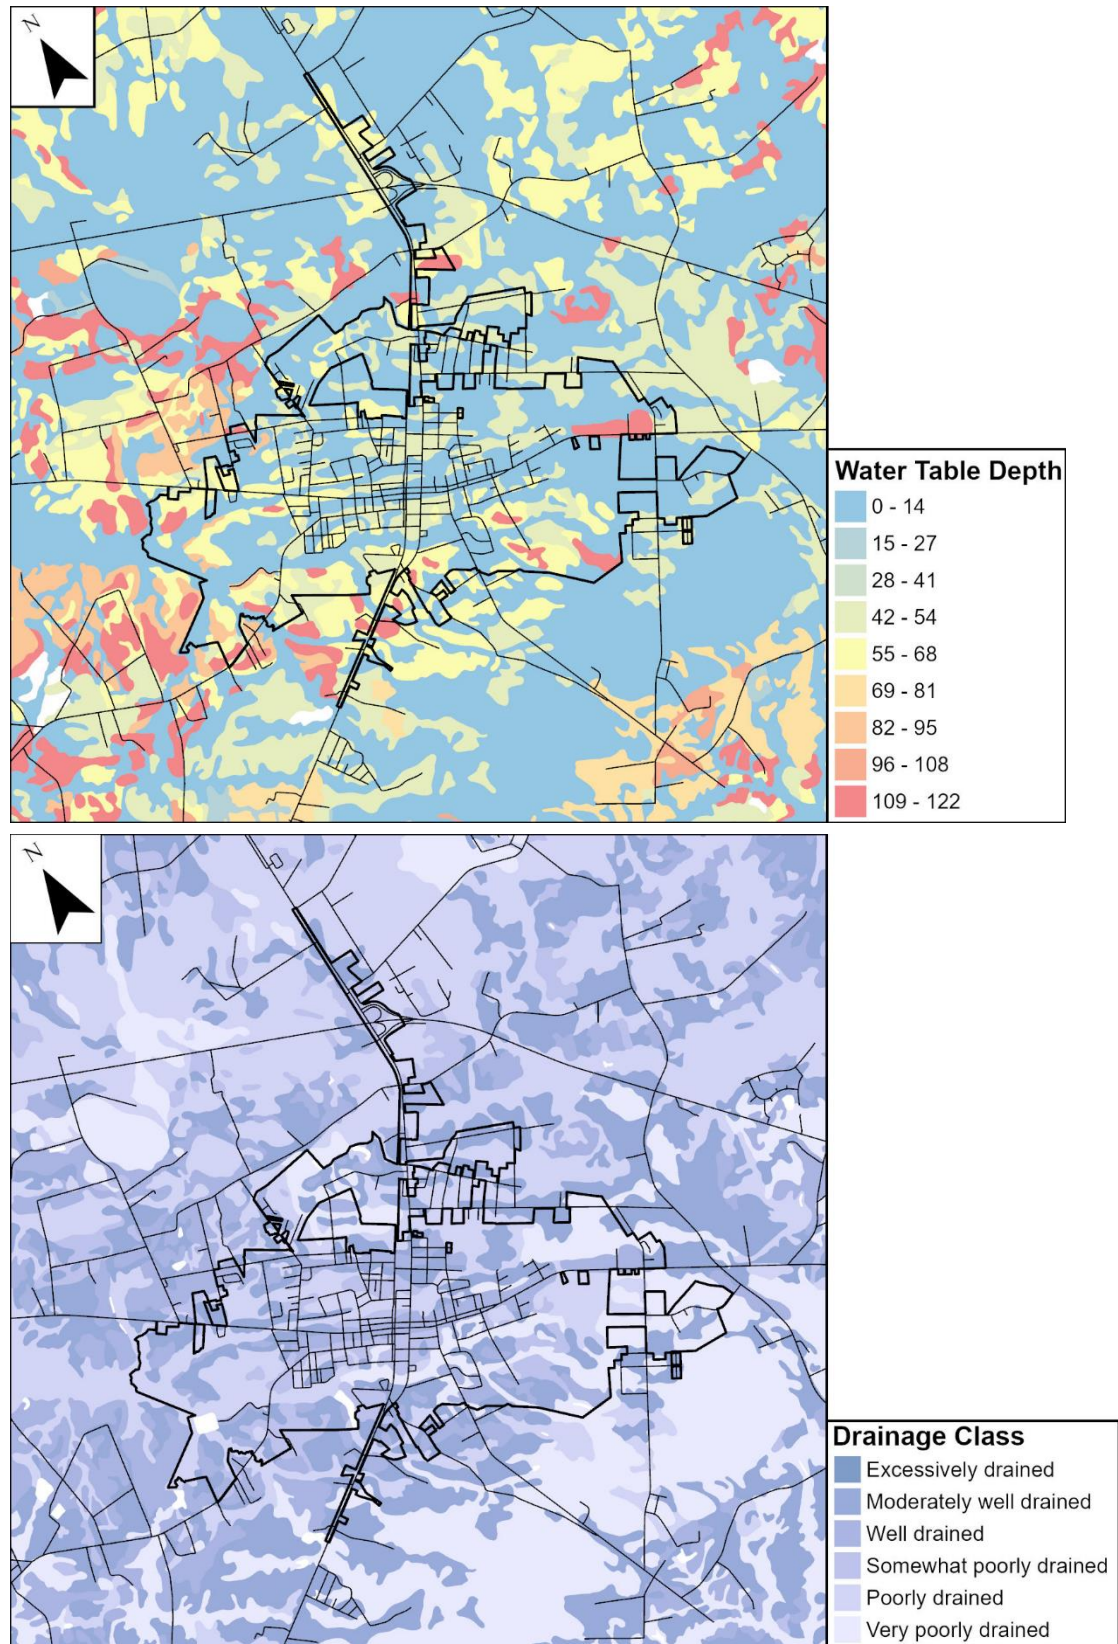 N
Water Table Depth
0 - 14
15 - 27
28 - 41
42 - 54
55 - 68
69 - 81
82 - 95
96 - 108
109 - 122
N
Drainage Class
Excessively drained
Moderately well drained
Well drained
Somewhat poorly drained
Poorly drained
Very poorly drained